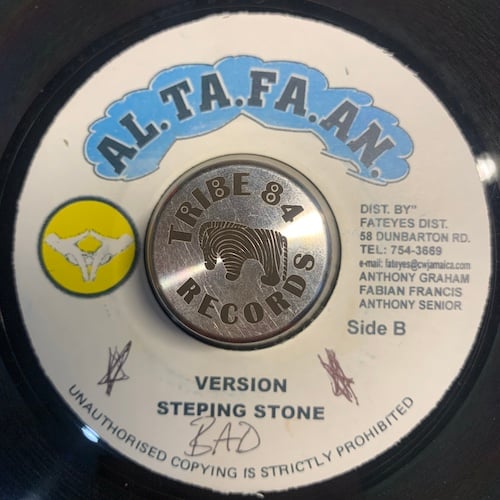 AL.TA.FA.AN.
TRIBE 84
RECORDS
DIST. BY"
FATEYES DIST.
58 DUNBARTON RD.
TEL: 754-3669
e-mail: fateyes@cwjamaica.com
ANTHONY GRAHAM
FABIAN FRANCIS
ANTHONY SENIOR
Side B
VERSION
STEPING STONE
BAD
UNAUTHORISED COPYING IS STRICTLY PROHIBITED